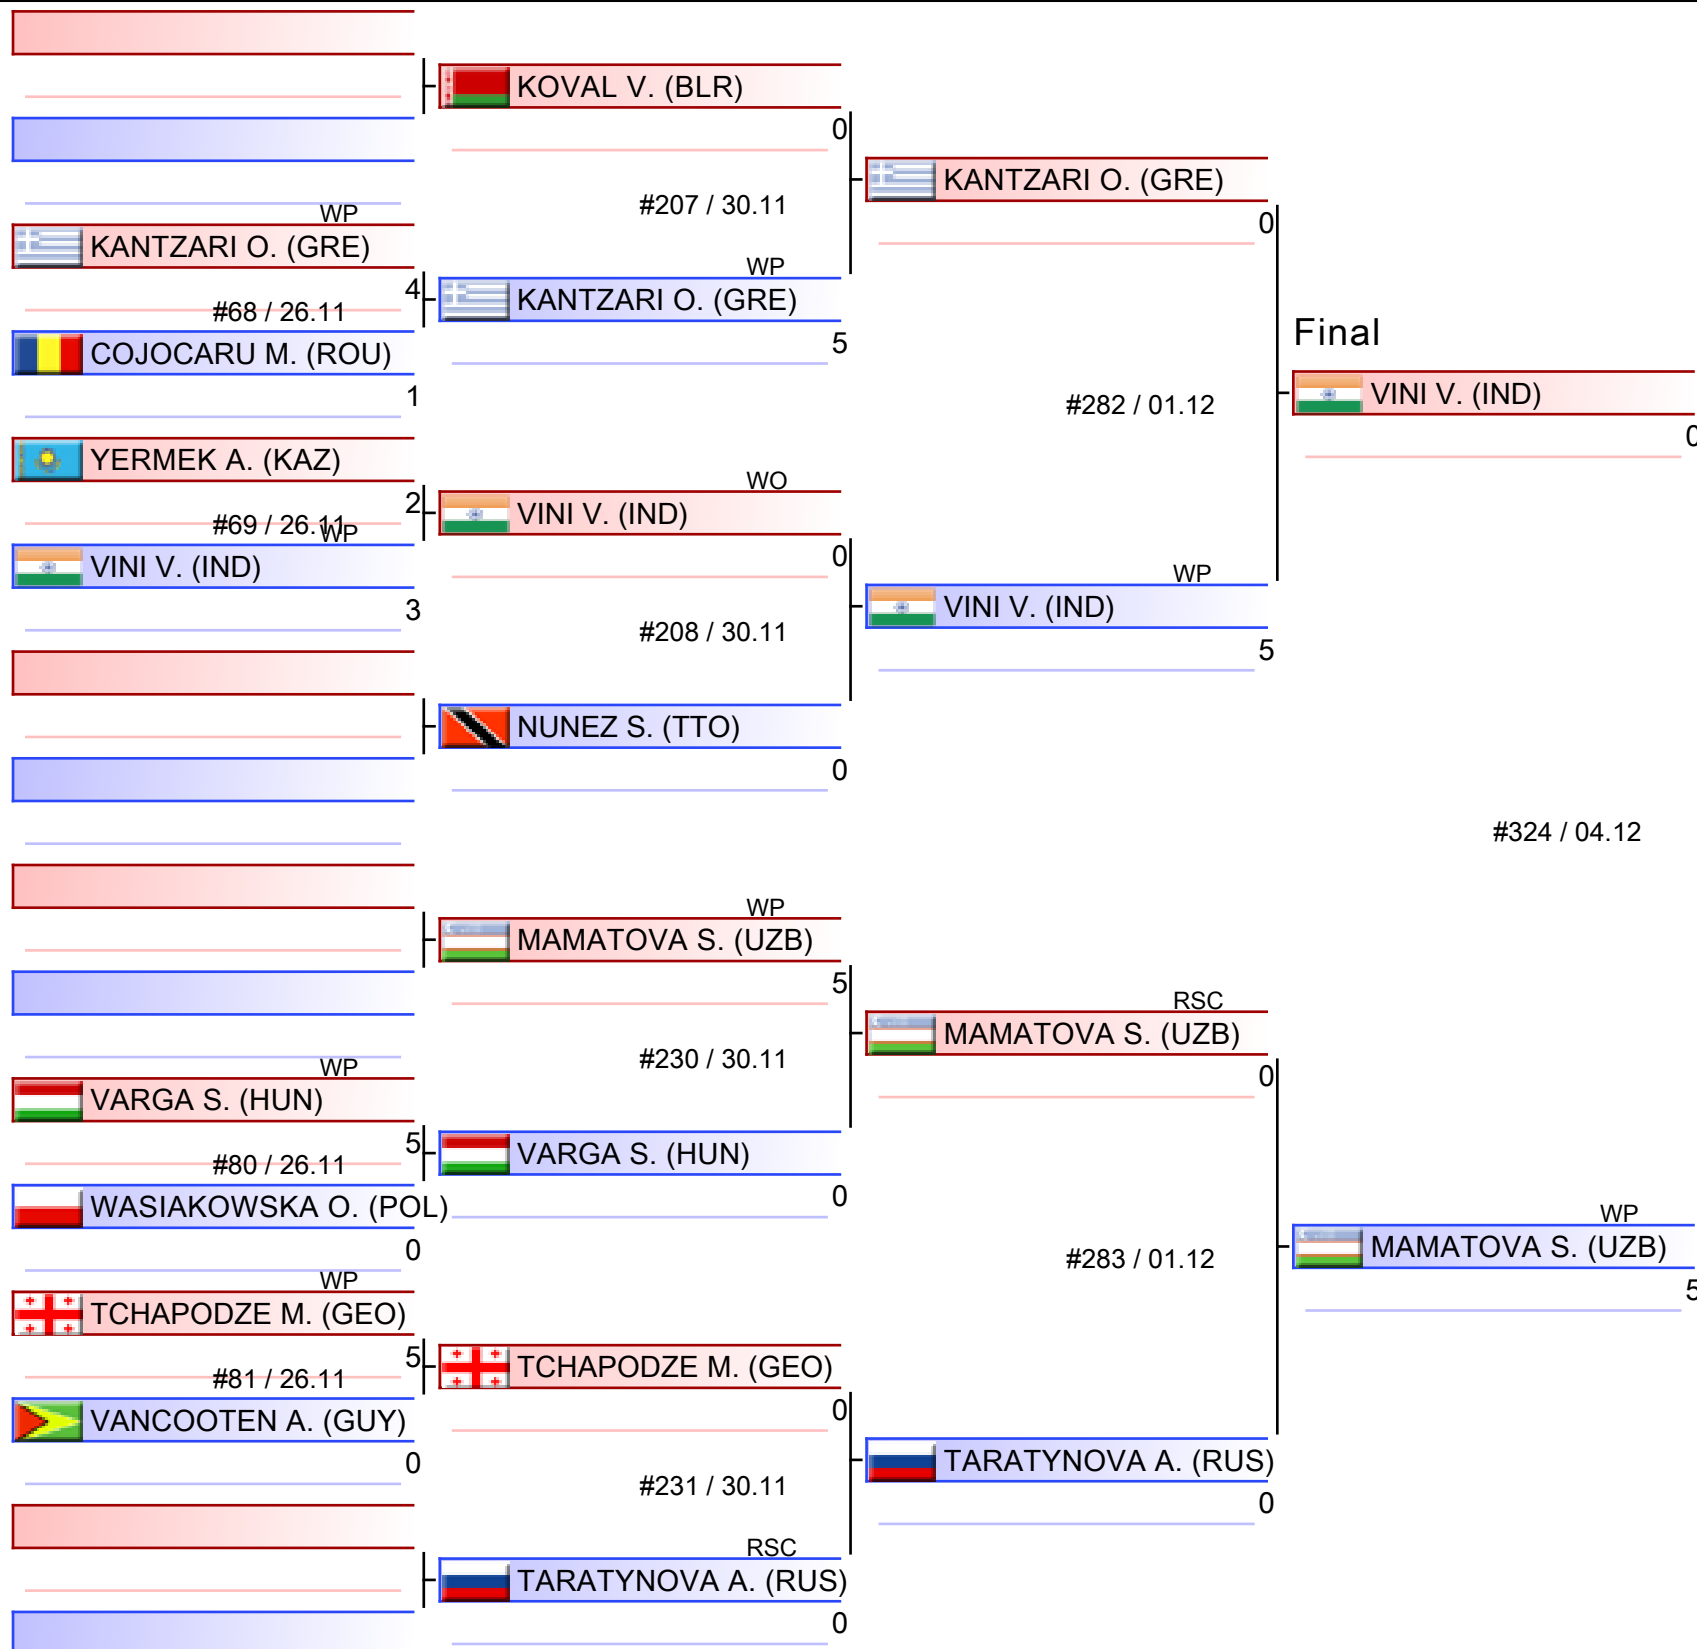 KOVAL V. (BLR)
0
KANTZARI O. (GRE)
#207 / 30.11
WP
0
KANTZARI O. (GRE)
WP
4
KANTZARI O. (GRE)
#68 / 26.11
Final
5
COJOCARU M. (ROU)
1
#282 / 01.12
VINI V. (IND)
0
YERMEK A. (KAZ)
WO
2
VINI V. (IND)
#69 / 26.11
WP
0
VINI V. (IND)
WP
VINI V. (IND)
3
#208 / 30.11
5
NUNEZ S. (TTO)
0
#324 / 04.12
WP
MAMATOVA S. (UZB)
5
RSC
MAMATOVA S. (UZB)
#230 / 30.11
WP
0
VARGA S. (HUN)
5
VARGA S. (HUN)
#80 / 26.11
0
WASIAKOWSKA O. (POL)
WP
0
#283 / 01.12
MAMATOVA S. (UZB)
WP
5
TCHAPODZE M. (GEO)
5
TCHAPODZE M. (GEO)
#81 / 26.11
0
VANCOOTEN A. (GUY)
0
TARATYNOVA A. (RUS)
#231 / 30.11
0
RSC
TARATYNOVA A. (RUS)
0